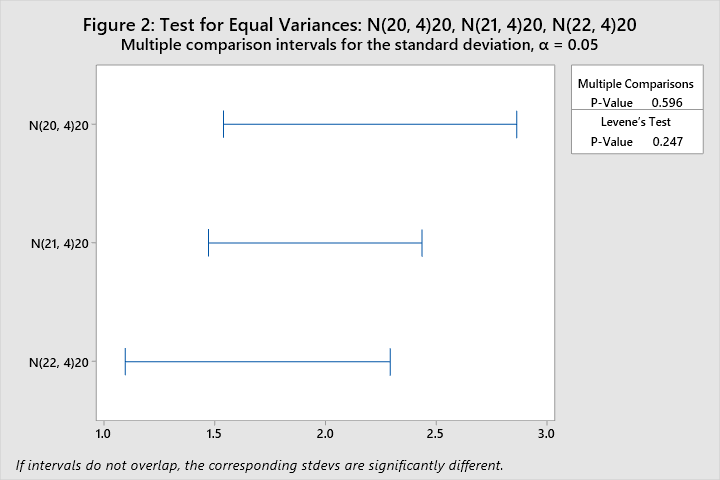 Figure 2: Test for Equal Variances: N(20, 4)20, N(21, 4)20, N(22, 4)20
Multiple comparison intervals for the standard deviation, α = 0.05
Multiple Comparisons
P-Value 0.596
Levene's Test
P-Value 0.247
N(20, 4)20
N(21, 4)20
N(22, 4)20
1.0 1.5 2.0 2.5 3.0
If intervals do not overlap, the corresponding stdevs are significantly different.